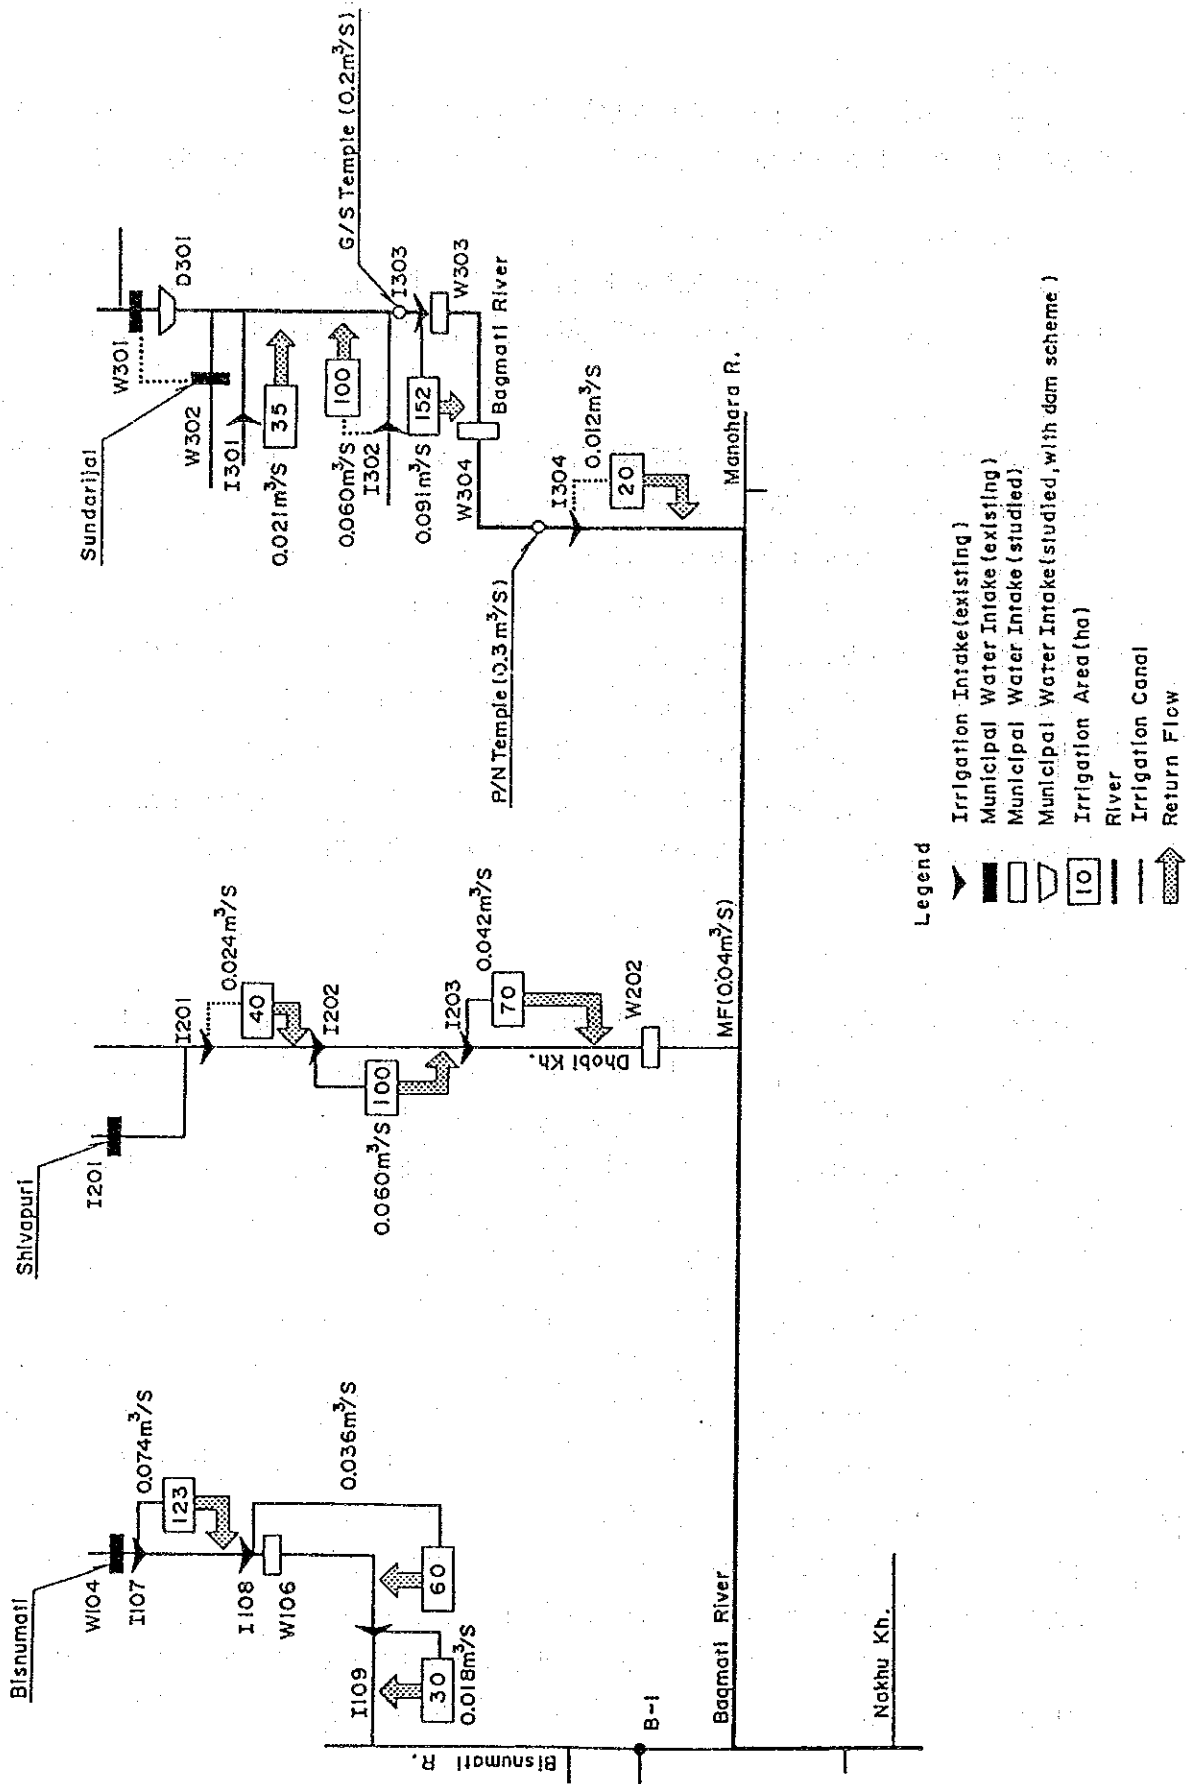 Bisnumati
W104
I107
0.074m³/S
123
I108
W106
0.036m³/S
60
I109
30
0.018m³/S
Bisnumati R.
B-1
Bagmati River
Nakhu Kh.
Shivapuri
I201
I201
0.024m³/S
40
I202
100
0.060m³/S
I203
0.042m³/S
70
Dhobi Kh.
W202
MF(0.04m³/S)
Sundarijal
W301
D301
W302
I301
35
0.021m³/S
100
0.060m³/S
I302
G/S Temple (0.2m³/S)
I303
152
0.091m³/S
W303
W304
Bagmati River
P/N Temple (0.3m³/S)
I304
0.012m³/S
20
Manohara R.
Legend
Irrigation Intake(existing)
Municipal Water Intake(existing)
Municipal Water Intake(studied)
Municipal Water Intake(studied,with dam scheme)
10 Irrigation Area(ha)
River
Irrigation Canal
Return Flow